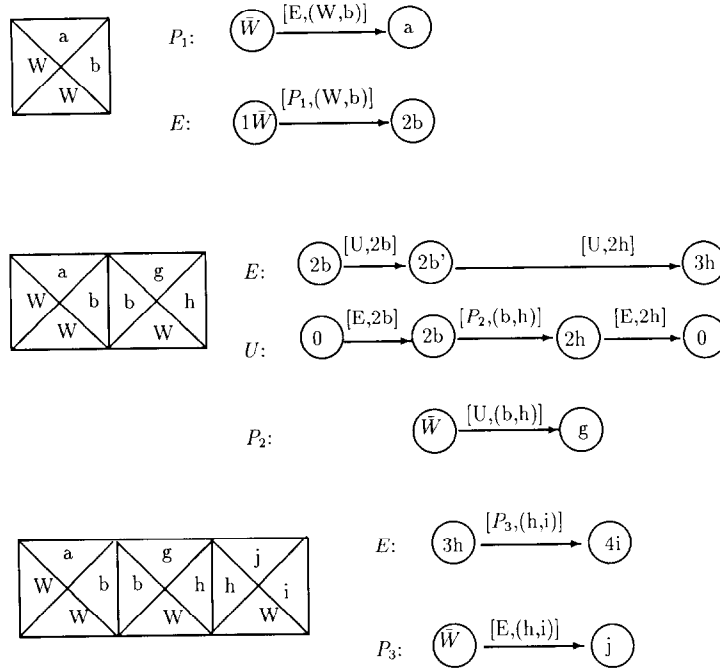 a
W b
W
P₁: W̄ [E,(W,b)] a
E: 1W̄ [P₁,(W,b)] 2b
a g
W b b h
W W
E: 2b [U,2b] 2b' [U,2h] 3h
U: 0 [E,2b] 2b [P₂,(b,h)] 2h [E,2h] 0
P₂: W̄ [U,(b,h)] g
a g j
W b b h h i
W W W
E: 3h [P₃,(h,i)] 4i
P₃: W̄ [E,(h,i)] j